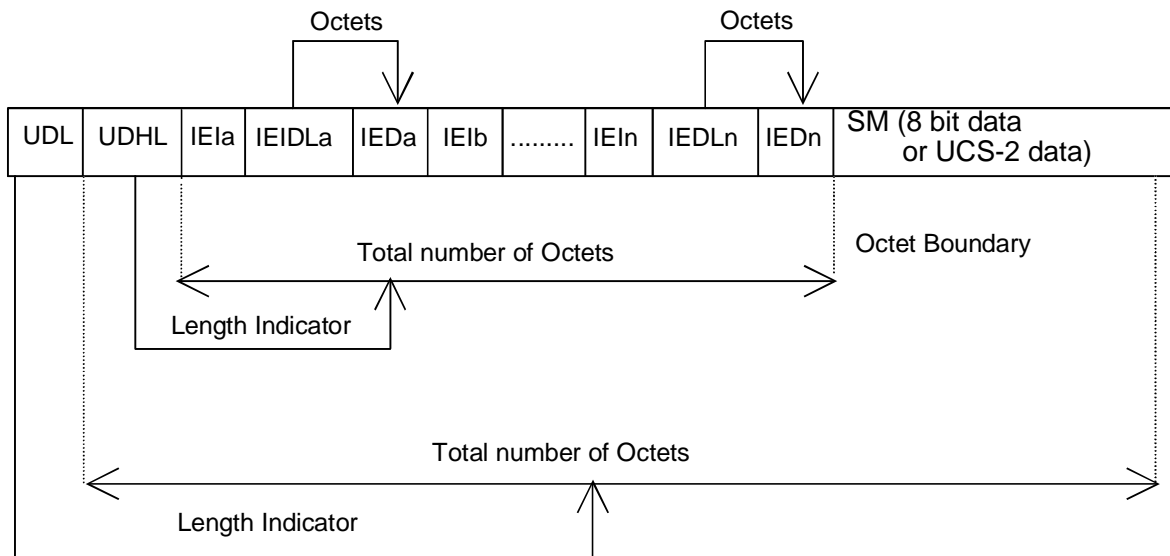 Octets Octets
UDL UDHL IEIa IEIDLa IEDa IEIb ......... IEIn IEDLn IEDn SM (8 bit data
or UCS-2 data)
Total number of Octets Octet Boundary
Length Indicator
Total number of Octets
Length Indicator